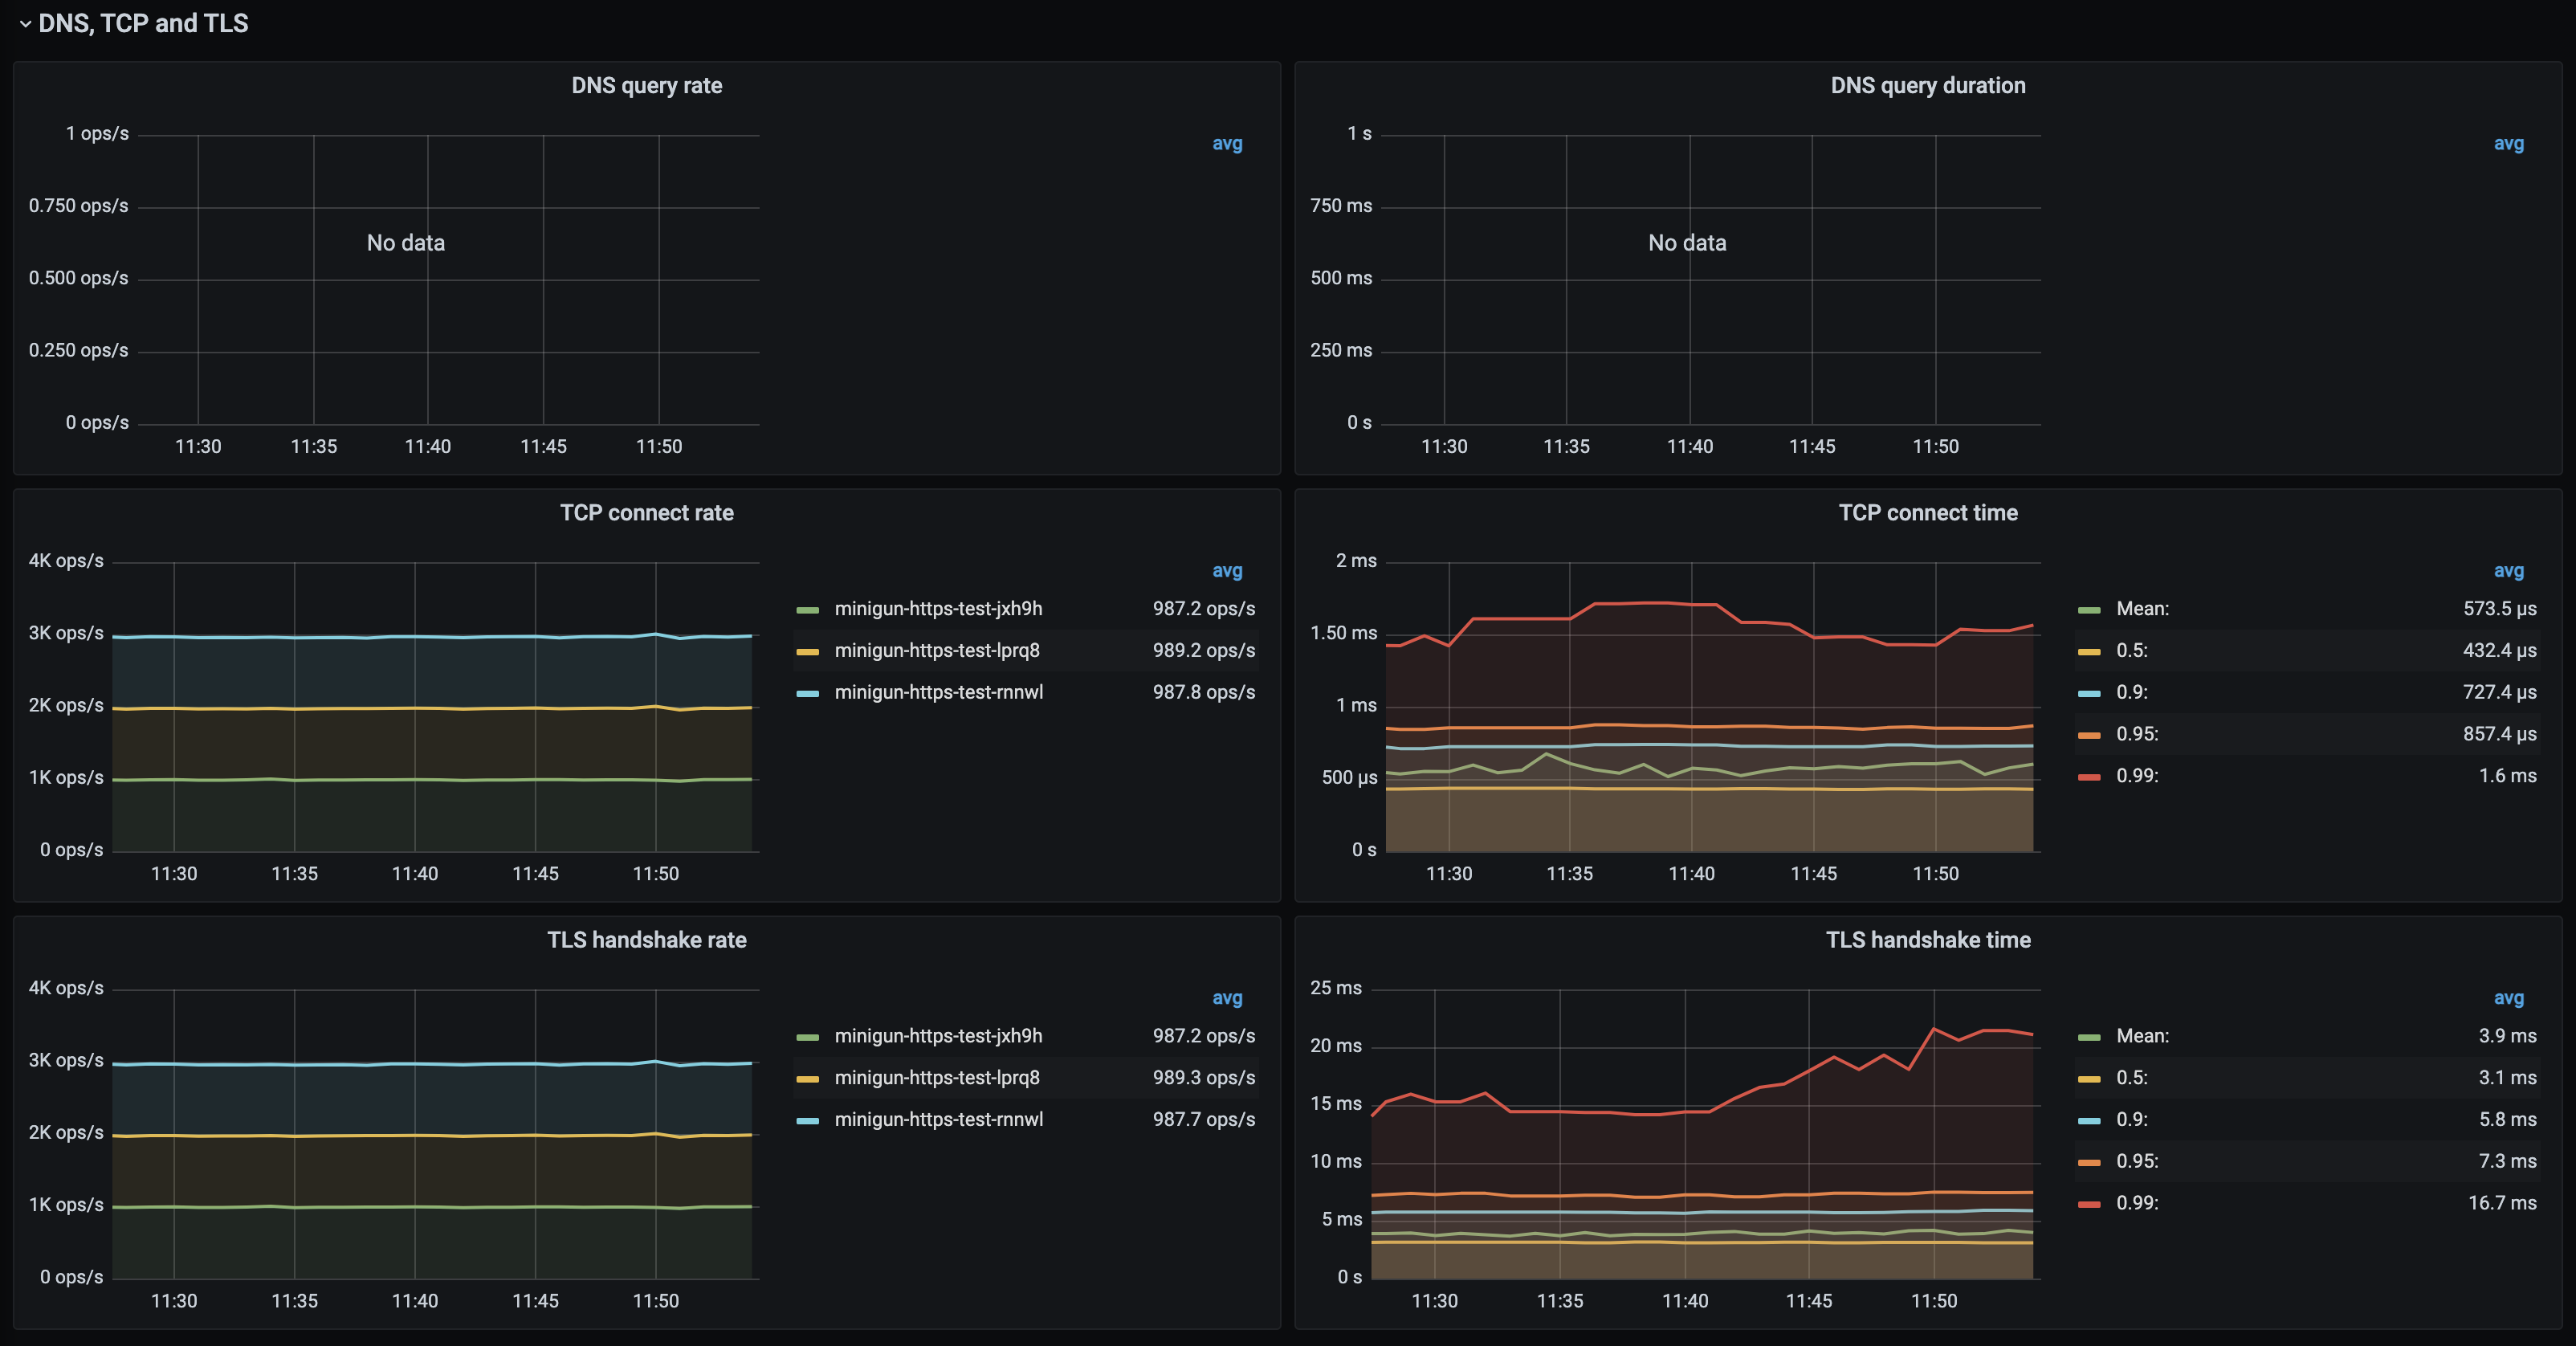 DNS, TCP and TLS
DNS query rate
1 ops/s
0.750 ops/s
0.500 ops/s
0.250 ops/s
0 ops/s
No data
11:30 11:35 11:40 11:45 11:50
avg
DNS query duration
1 s
750 ms
500 ms
250 ms
0 s
No data
11:30 11:35 11:40 11:45 11:50
avg
TCP connect rate
4K ops/s
3K ops/s
2K ops/s
1K ops/s
0 ops/s
11:30 11:35 11:40 11:45 11:50
avg
minigun-https-test-jxh9h 987.2 ops/s
minigun-https-test-lprq8 989.2 ops/s
minigun-https-test-rnnwl 987.8 ops/s
TCP connect time
2 ms
1.50 ms
1 ms
500 µs
0 s
11:30 11:35 11:40 11:45 11:50
avg
Mean: 573.5 µs
0.5: 432.4 µs
0.9: 727.4 µs
0.95: 857.4 µs
0.99: 1.6 ms
TLS handshake rate
4K ops/s
3K ops/s
2K ops/s
1K ops/s
0 ops/s
11:30 11:35 11:40 11:45 11:50
avg
minigun-https-test-jxh9h 987.2 ops/s
minigun-https-test-lprq8 989.3 ops/s
minigun-https-test-rnnwl 987.7 ops/s
TLS handshake time
25 ms
20 ms
15 ms
10 ms
5 ms
0 s
11:30 11:35 11:40 11:45 11:50
avg
Mean: 3.9 ms
0.5: 3.1 ms
0.9: 5.8 ms
0.95: 7.3 ms
0.99: 16.7 ms